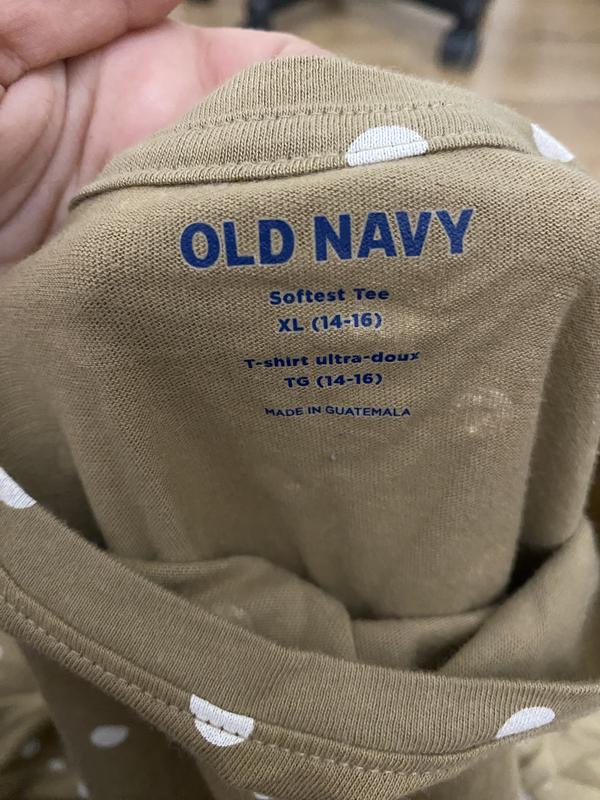 OLD NAVY
Softest Tee
XL (14-16)
T-shirt ultra-doux
TG (14-16)
MADE IN GUATEMALA